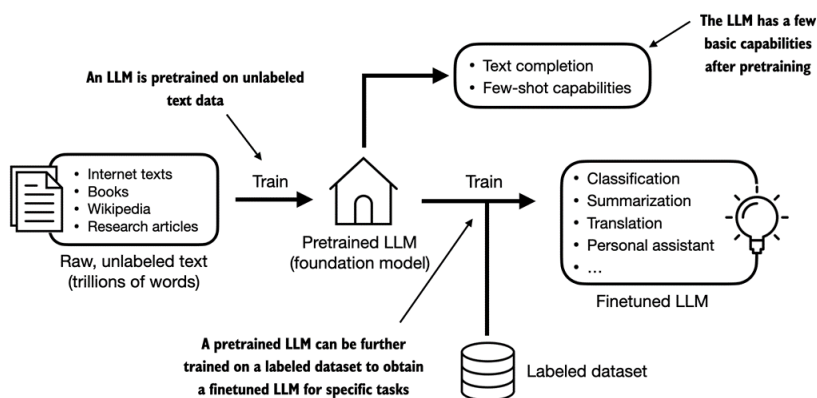 The LLM has a few
basic capabilities
after pretraining
• Text completion
• Few-shot capabilities
An LLM is pretrained on unlabeled
text data
• Internet texts
• Books
• Wikipedia
• Research articles
Raw, unlabeled text
(trillions of words)
Train
Pretrained LLM
(foundation model)
Train
• Classification
• Summarization
• Translation
• Personal assistant
• ...
Finetuned LLM
A pretrained LLM can be further
trained on a labeled dataset to obtain
a finetuned LLM for specific tasks
Labeled dataset